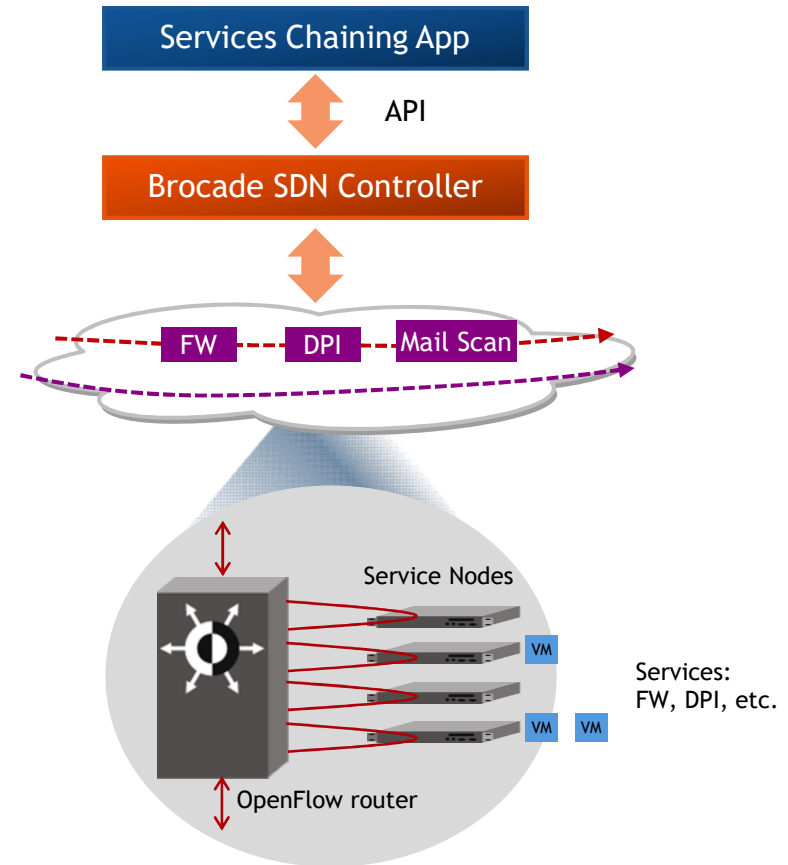 Services Chaining App
API
Brocade SDN Controller
FW
DPI
Mail Scan
Service Nodes
VM
Services:
FW, DPI, etc.
VM
VM
OpenFlow router